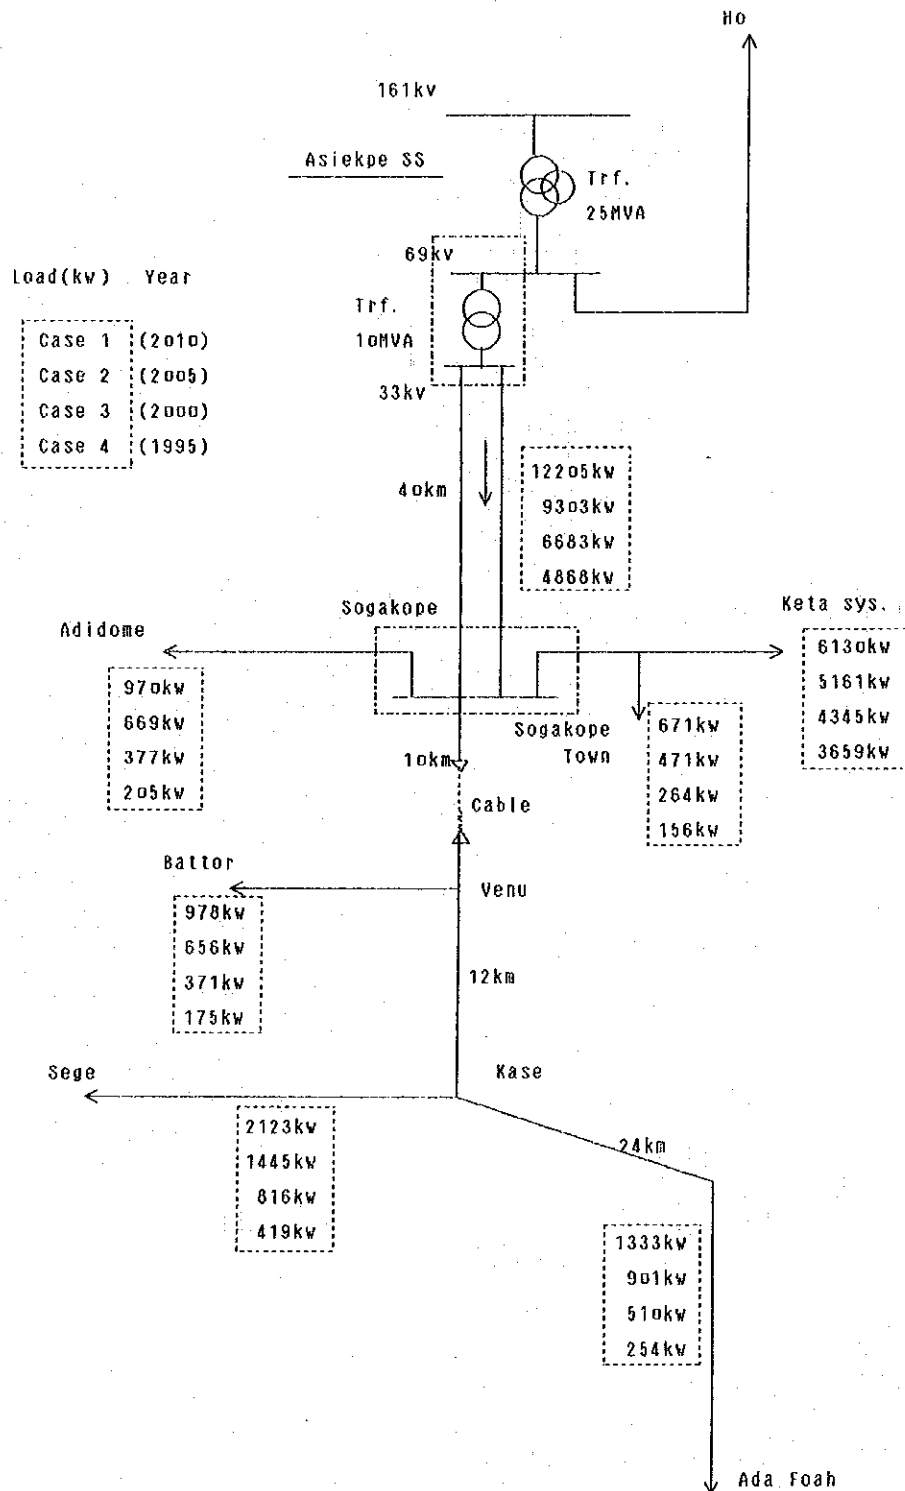 Ho
161kv
Asiekpe SS
Trf.
25MVA
69kv
Load(kw) Year
Trf.
10MVA
Case 1 (2010)
Case 2 (2005)
Case 3 (2000)
Case 4 (1995)
33kv
40km
12205kw
9303kw
6683kw
4868kw
Sogakope
Keta sys.
Adidome
6130kw
5161kw
4345kw
3659kw
970kw
669kw
377kw
205kw
Sogakope
Town
671kw
471kw
264kw
156kw
10km
Cable
Battor
Venu
978kw
656kw
371kw
175kw
12km
Sege
Kase
2123kw
1445kw
816kw
419kw
24km
1333kw
901kw
510kw
254kw
Ada Foah